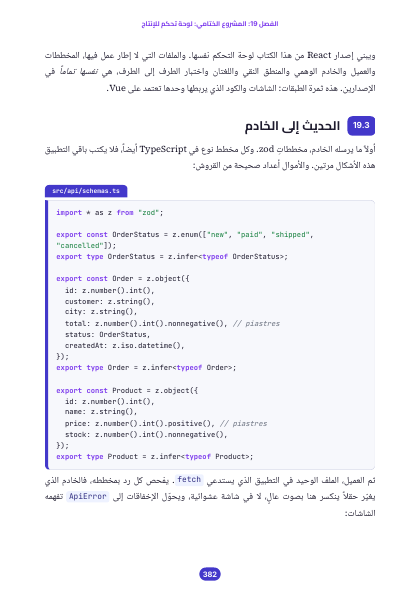 الفصل 19: المشروع الختامي: لوحة تحكم للإنتاج
ويبني إصدار React من هذا الكتاب لوحة التحكم نفسها. والملفات التي لا إطار عمل فيها، المخططات
والعميل والخادم الوهمي والمنطق النقي واللغتان واختبار الطرف إلى الطرف، هي نفسها تماماً في
الإصدارين. هذه ثمرة الطبقات: الشاشات والكود الذي يربطها وحدها تعتمد على Vue.
19.3 الحديث إلى الخادم
أولاً ما يرسله الخادم، مخططاتِ zod. وكل مخطط نوع في TypeScript أيضاً، فلا يكتب باقي التطبيق
هذه الأشكال مرتين. والأموال أعداد صحيحة من القروش:
src/api/schemas.ts
import * as z from "zod";
export const OrderStatus = z.enum(["new", "paid", "shipped",
"cancelled"]);
export type OrderStatus = z.infer<typeof OrderStatus>;
export const Order = z.object({
id: z.number().int(),
customer: z.string(),
city: z.string(),
total: z.number().int().nonnegative(), // piastres
status: OrderStatus,
createdAt: z.iso.datetime(),
});
export type Order = z.infer<typeof Order>;
export const Product = z.object({
id: z.number().int(),
name: z.string(),
price: z.number().int().positive(), // piastres
stock: z.number().int().nonnegative(),
});
export type Product = z.infer<typeof Product>;
ثم العميل، الملف الوحيد في التطبيق الذي يستدعي fetch. يفحص كل رد بمخططه، فالخادم الذي
يغيّر حقلاً ينكسر هنا بصوت عالٍ، لا في شاشة عشوائية، ويحوّل الإخفاقات إلى ApiError تفهمه
الشاشات:
382